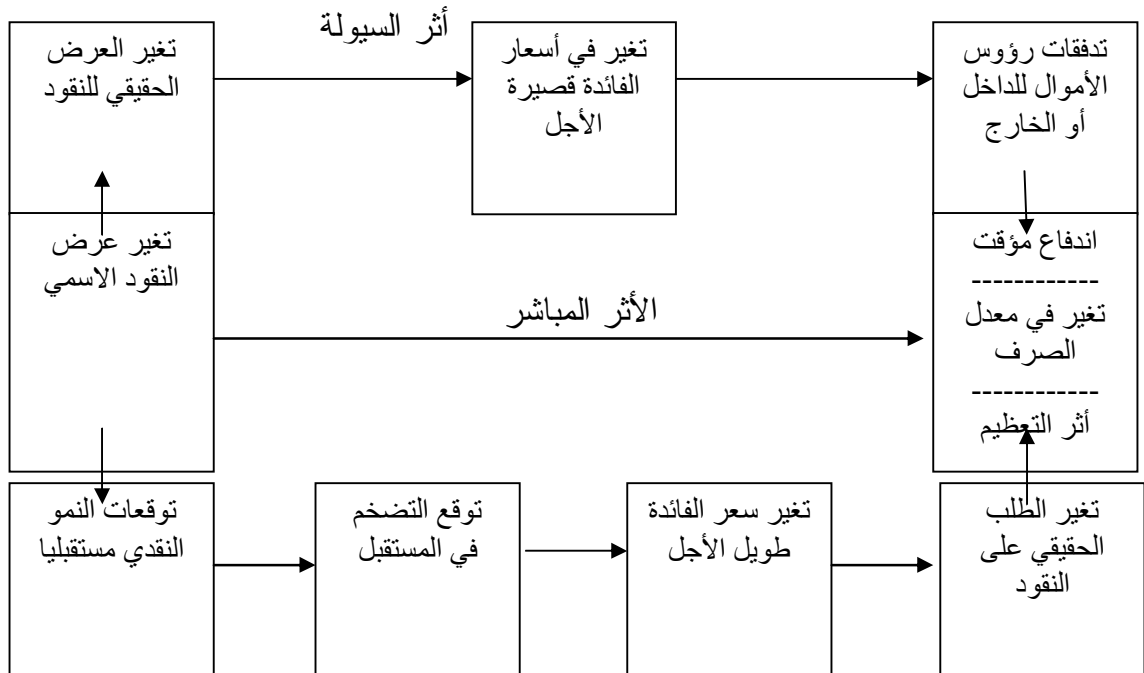 أثر السيولة
تغير العرض
الحقيقي للنقود
تغير في أسعار
الفائدة قصيرة
الأجل
تدفقات رؤوس
الأموال للداخل
أو الخارج
تغير عرض
النقود الاسمي
الأثر المباشر
اندفاع مؤقت
------------
تغير في معدل
الصرف
------------
أثر التعظيم
توقعات النمو
النقدي مستقبليا
توقع التضخم
في المستقبل
تغير سعر الفائدة
طويل الأجل
تغير الطلب
الحقيقي على
النقود